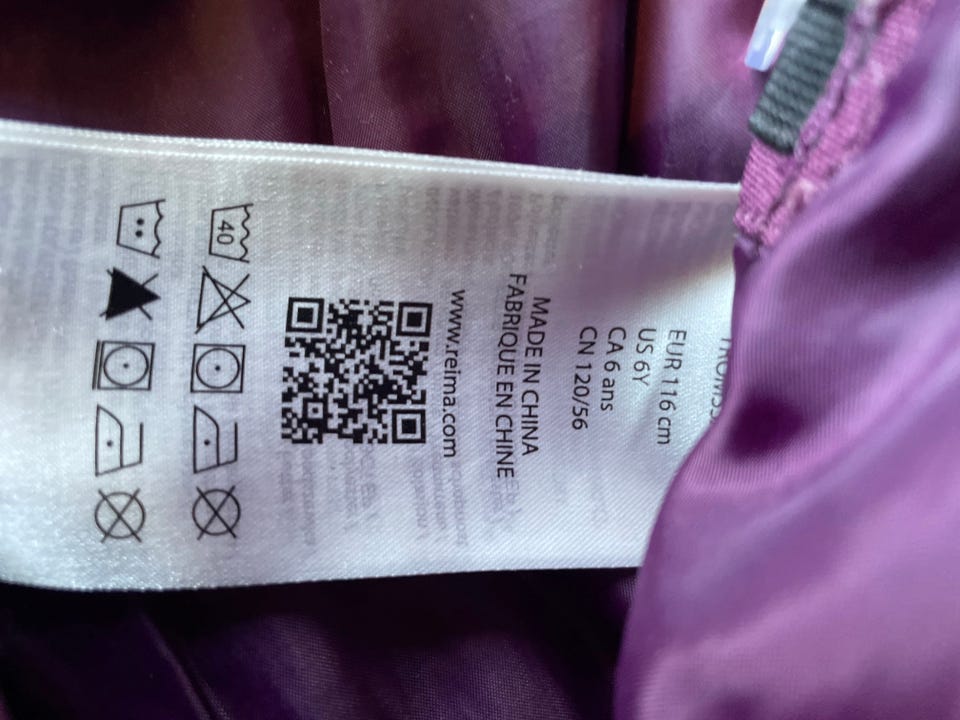 EUR 116 cm
US 6Y
CA 6 ans
CN 120/56
MADE IN CHINA
FABRIQUE EN CHINE
www.reima.com
40